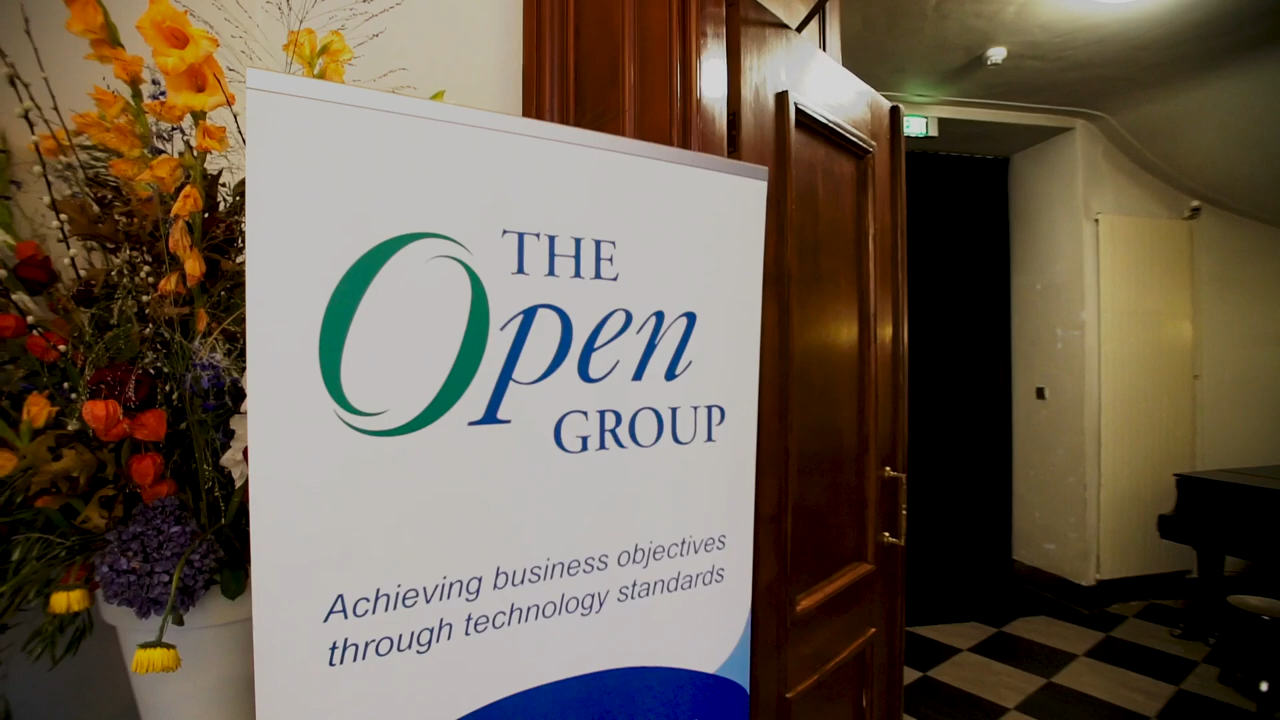 THE
Open
GROUP
Achieving business objectives
through technology standards